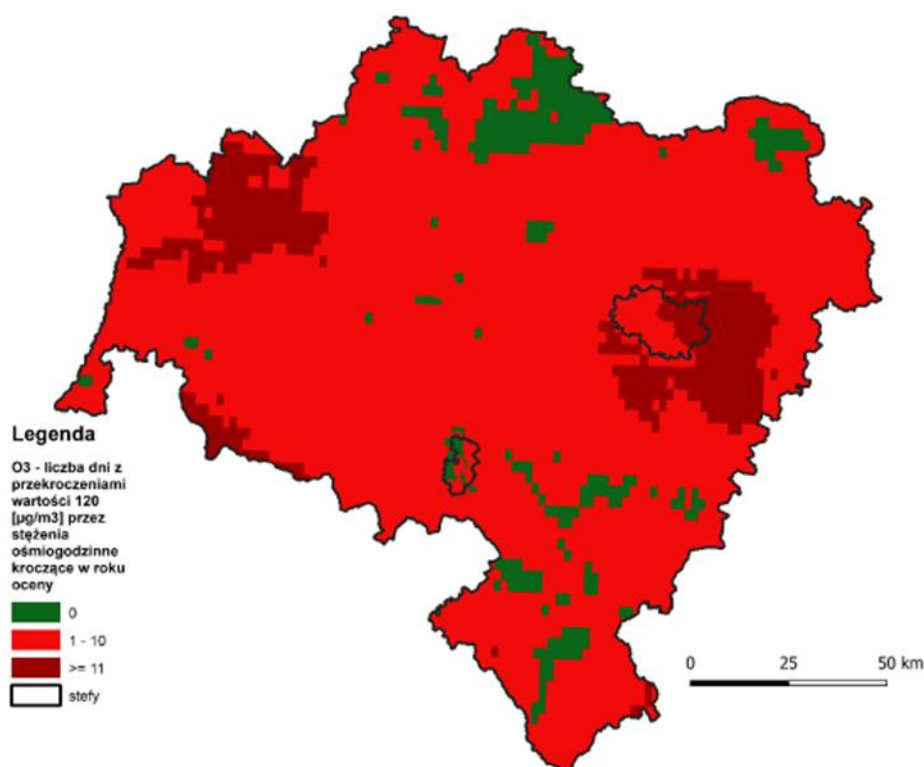 Legenda
O3 - liczba dni z
przekroczeniami
wartości 120
[µg/m3] przez
stężenia
ośmiogodzinne
kroczące w roku
oceny
0
1 - 10
>= 11
stefy
0 25 50 km